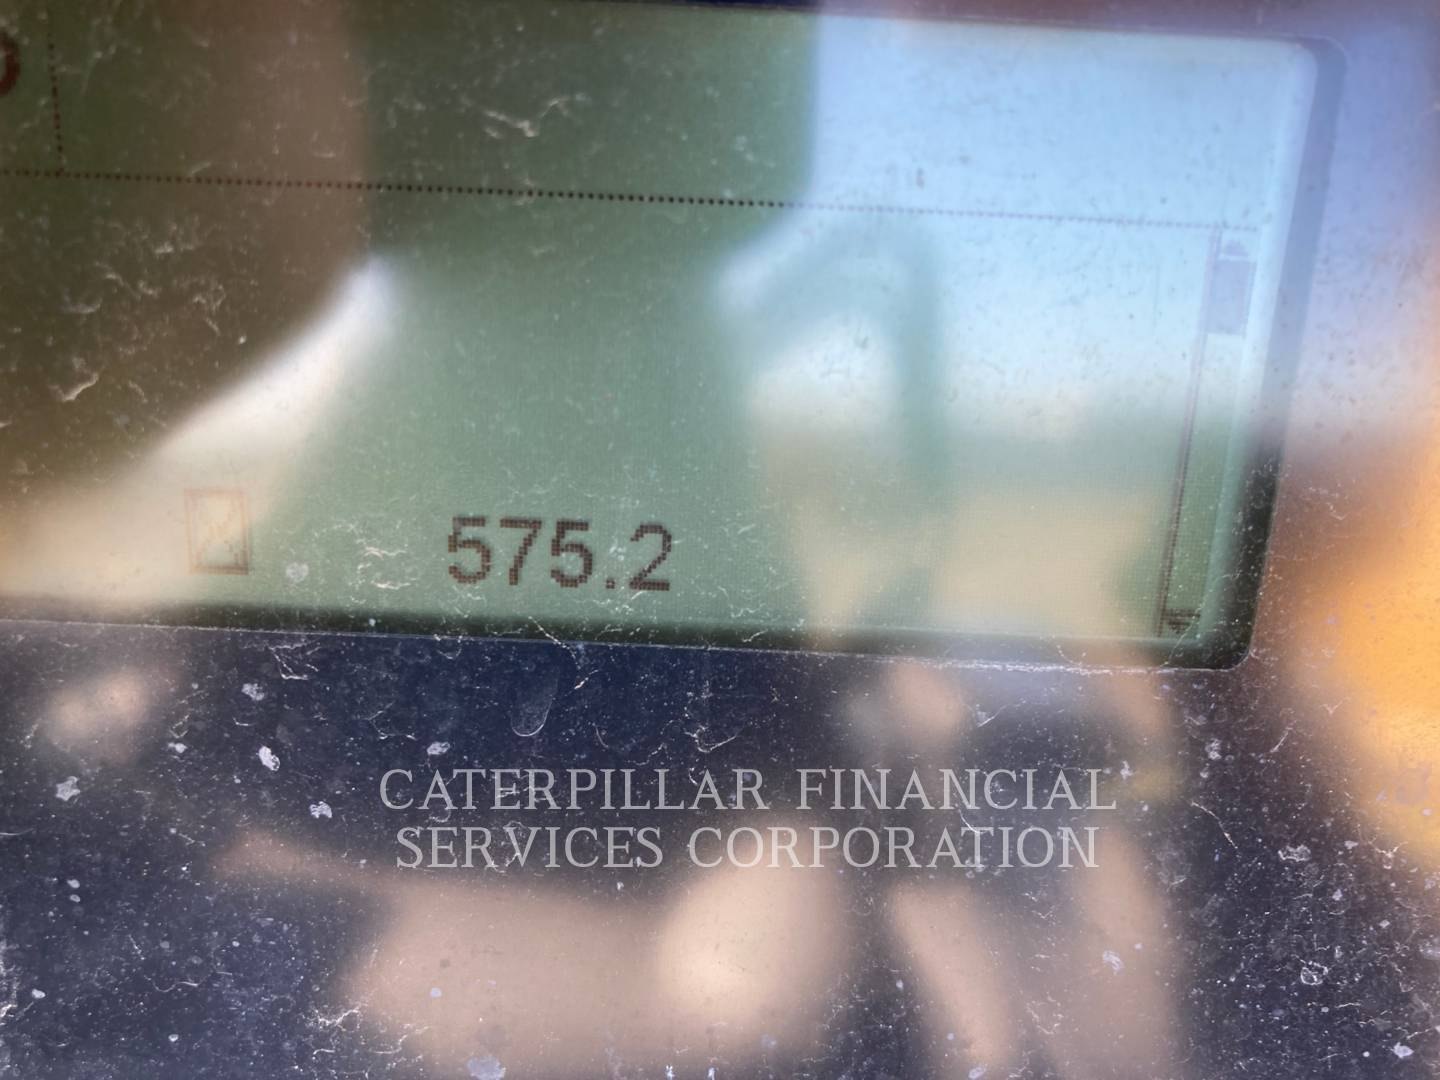 575.2
CATERPILLAR FINANCIAL
SERVICES CORPORATION